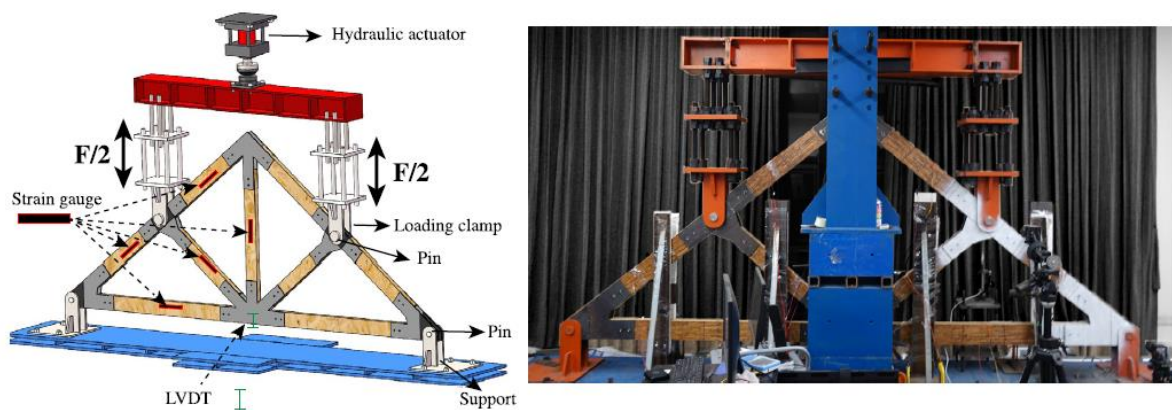 Hydraulic actuator
F/2
F/2
Strain gauge
Loading clamp
Pin
Pin
LVDT
Support